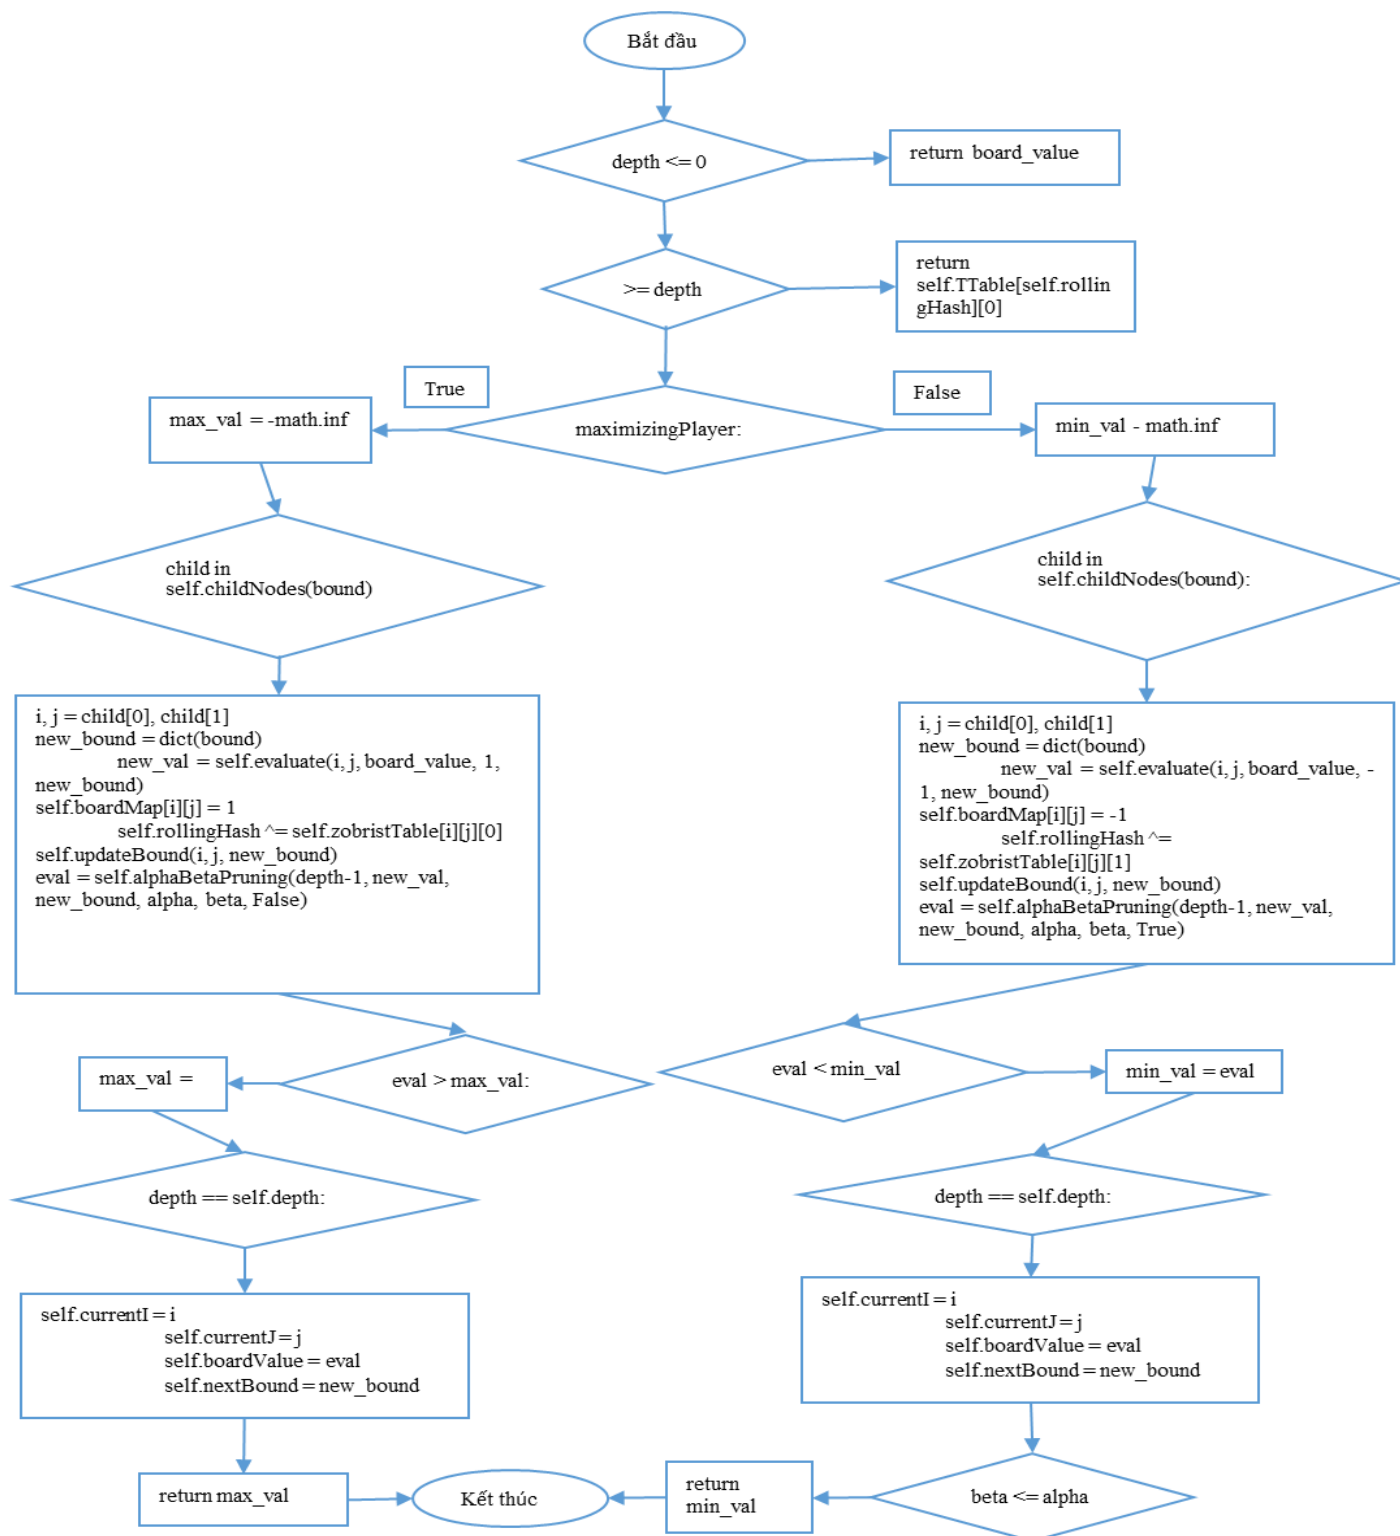 Bắt đầu
depth <= 0
return board_value
>= depth
return
self.TTable[self.rollin
gHash][0]
True
False
max_val = -math.inf
maximizingPlayer:
min_val - math.inf
child in
self.childNodes(bound)
child in
self.childNodes(bound):
i, j = child[0], child[1]
new_bound = dict(bound)
new_val = self.evaluate(i, j, board_value, 1,
new_bound)
self.boardMap[i][j] = 1
self.rollingHash ^= self.zobristTable[i][j][0]
self.updateBound(i, j, new_bound)
eval = self.alphaBetaPruning(depth-1, new_val,
new_bound, alpha, beta, False)
i, j = child[0], child[1]
new_bound = dict(bound)
new_val = self.evaluate(i, j, board_value, -
1, new_bound)
self.boardMap[i][j] = -1
self.rollingHash ^=
self.zobristTable[i][j][1]
self.updateBound(i, j, new_bound)
eval = self.alphaBetaPruning(depth-1, new_val,
new_bound, alpha, beta, True)
max_val =
eval > max_val:
eval < min_val
min_val = eval
depth == self.depth:
depth == self.depth:
self.currentI = i
self.currentJ = j
self.boardValue = eval
self.nextBound = new_bound
self.currentI = i
self.currentJ = j
self.boardValue = eval
self.nextBound = new_bound
return max_val
Kết thúc
return
min_val
beta <= alpha